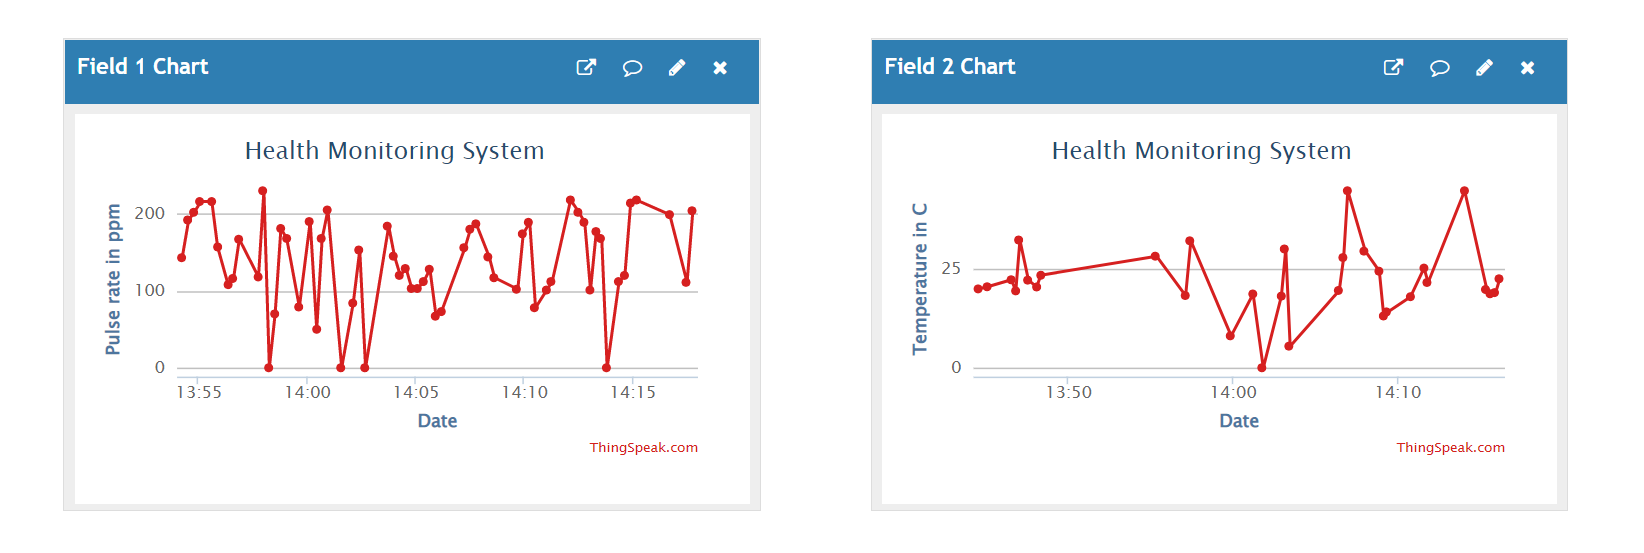 Field 1 Chart
Health Monitoring System
Pulse rate in ppm
200
100
0
13:55 14:00 14:05 14:10 14:15
Date
ThingSpeak.com
Field 2 Chart
Health Monitoring System
Temperature in C
25
0
13:50 14:00 14:10
Date
ThingSpeak.com